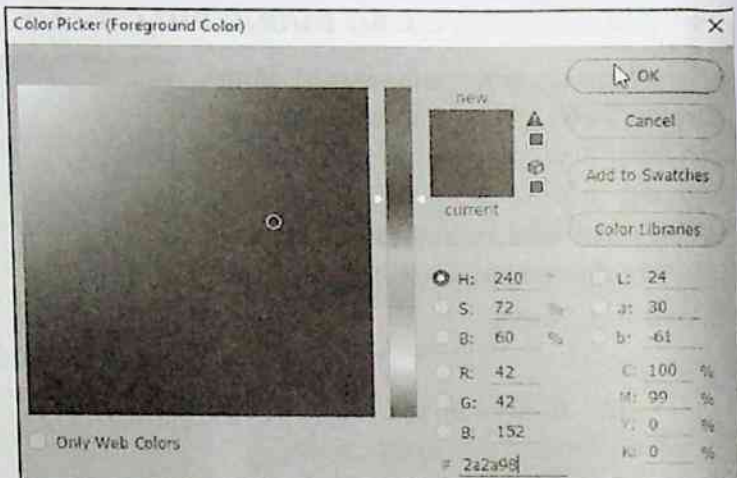 Color Picker (Foreground Color)
OK
new
Cancel
Add to Swatches
current
Color Libraries
H: 240 °
L: 24
S: 72 %
a: 30
B: 60 %
b: -61
R: 42
C: 100 %
G: 42
M: 99 %
B: 152
Y: 0 %
Only Web Colors
K: 0 %
# 2a2a98